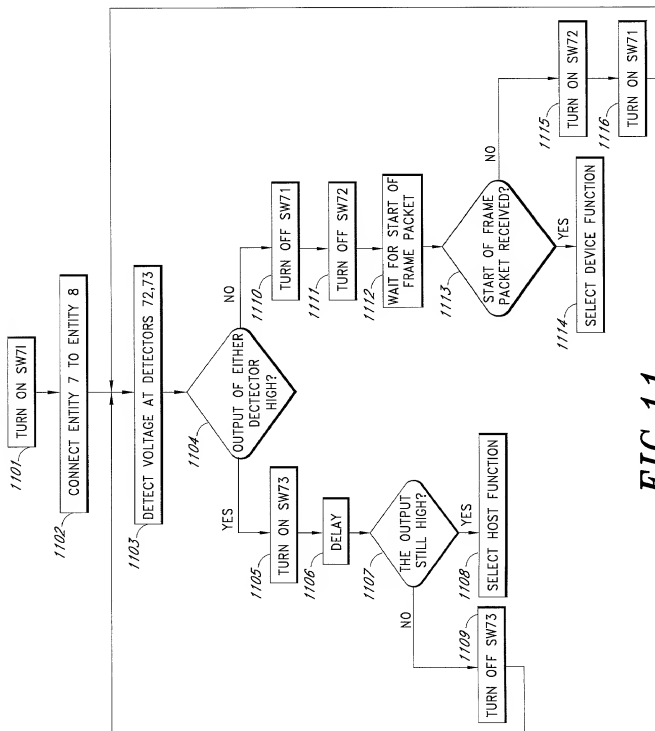 1101
TURN ON SW71
1102
CONNECT ENTITY 7 TO ENTITY 8
1103
DETECT VOLTAGE AT DETECTORS 72,73
1104
OUTPUT OF EITHER
DECTECTOR
HIGH?
YES
NO
1105
TURN ON SW73
1106
DELAY
1107
THE OUTPUT
STILL HIGH?
YES
NO
1108
SELECT HOST FUNCTION
1109
TURN OFF SW73
1110
TURN OFF SW71
1111
TURN OFF SW72
1112
WAIT FOR START OF
FRAME PACKET
1113
START OF FRAME
PACKET RECEIVED?
YES
NO
1114
SELECT DEVICE FUNCTION
1115
TURN ON SW72
1116
TURN ON SW71
FIG.11